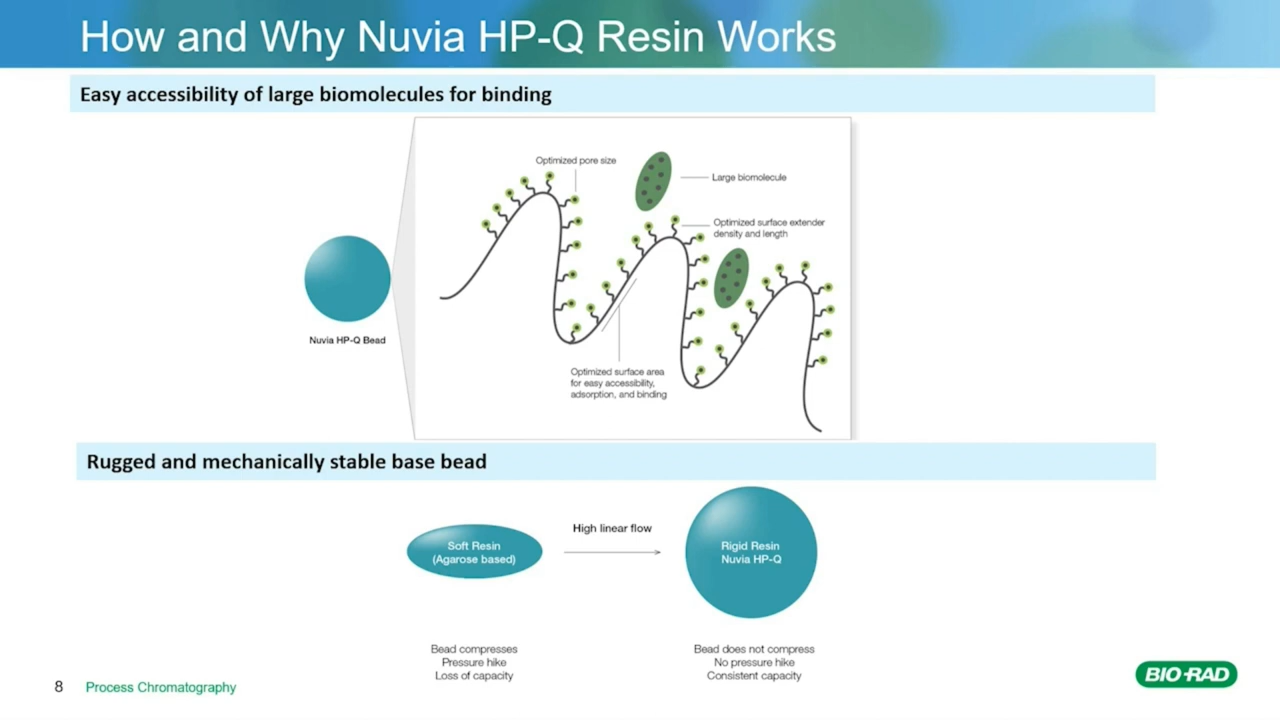 How and Why Nuvia HP-Q Resin Works
Easy accessibility of large biomolecules for binding
Optimized pore size
Large biomolecule
Optimized surface extender
density and length
Nuvia HP-Q Bead
Optimized surface area
for easy accessibility,
adsorption, and binding
Rugged and mechanically stable base bead
High linear flow
Soft Resin
(Agarose based)
Rigid Resin
Nuvia HP-Q
Bead compresses
Pressure hike
Loss of capacity
Bead does not compress
No pressure hike
Consistent capacity
8 Process Chromatography
BIO-RAD